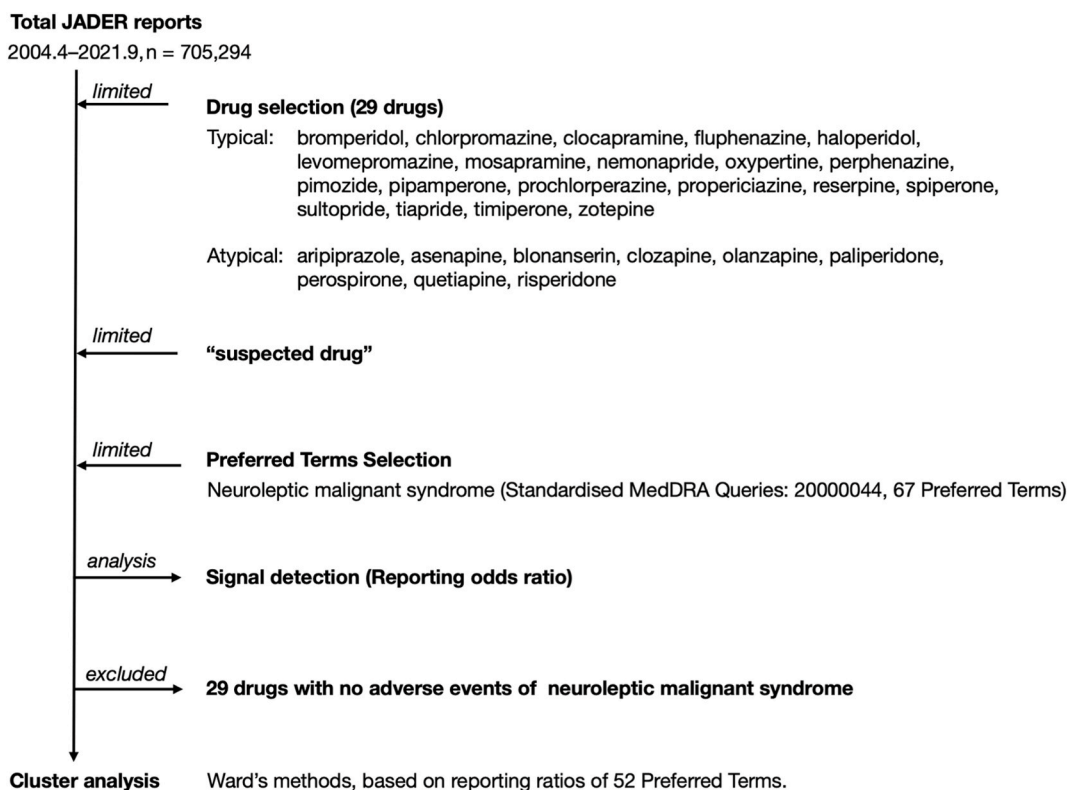 Total JADER reports
2004.4–2021.9, n = 705,294
limited
Drug selection (29 drugs)
Typical: bromperidol, chlorpromazine, clocapramine, fluphenazine, haloperidol,
levomepromazine, mosapramine, nemonapride, oxypertine, perphenazine,
pimozide, pipamperone, prochlorperazine, propericiazine, reserpine, spiperone,
sultopride, tiapride, timiperone, zotepine
Atypical: aripiprazole, asenapine, blonanserin, clozapine, olanzapine, paliperidone,
perospirone, quetiapine, risperidone
limited
“suspected drug”
limited
Preferred Terms Selection
Neuroleptic malignant syndrome (Standardised MedDRA Queries: 20000044, 67 Preferred Terms)
analysis
Signal detection (Reporting odds ratio)
excluded
29 drugs with no adverse events of neuroleptic malignant syndrome
Cluster analysis Ward’s methods, based on reporting ratios of 52 Preferred Terms.